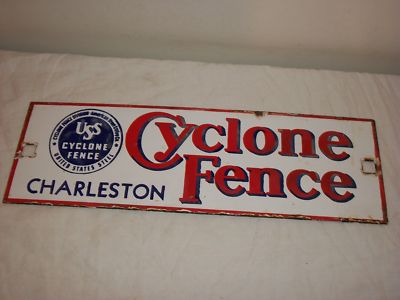 USS
CYCLONE
FENCE
UNITED STATES STEEL
CHARLESTON
Cyclone
Fence